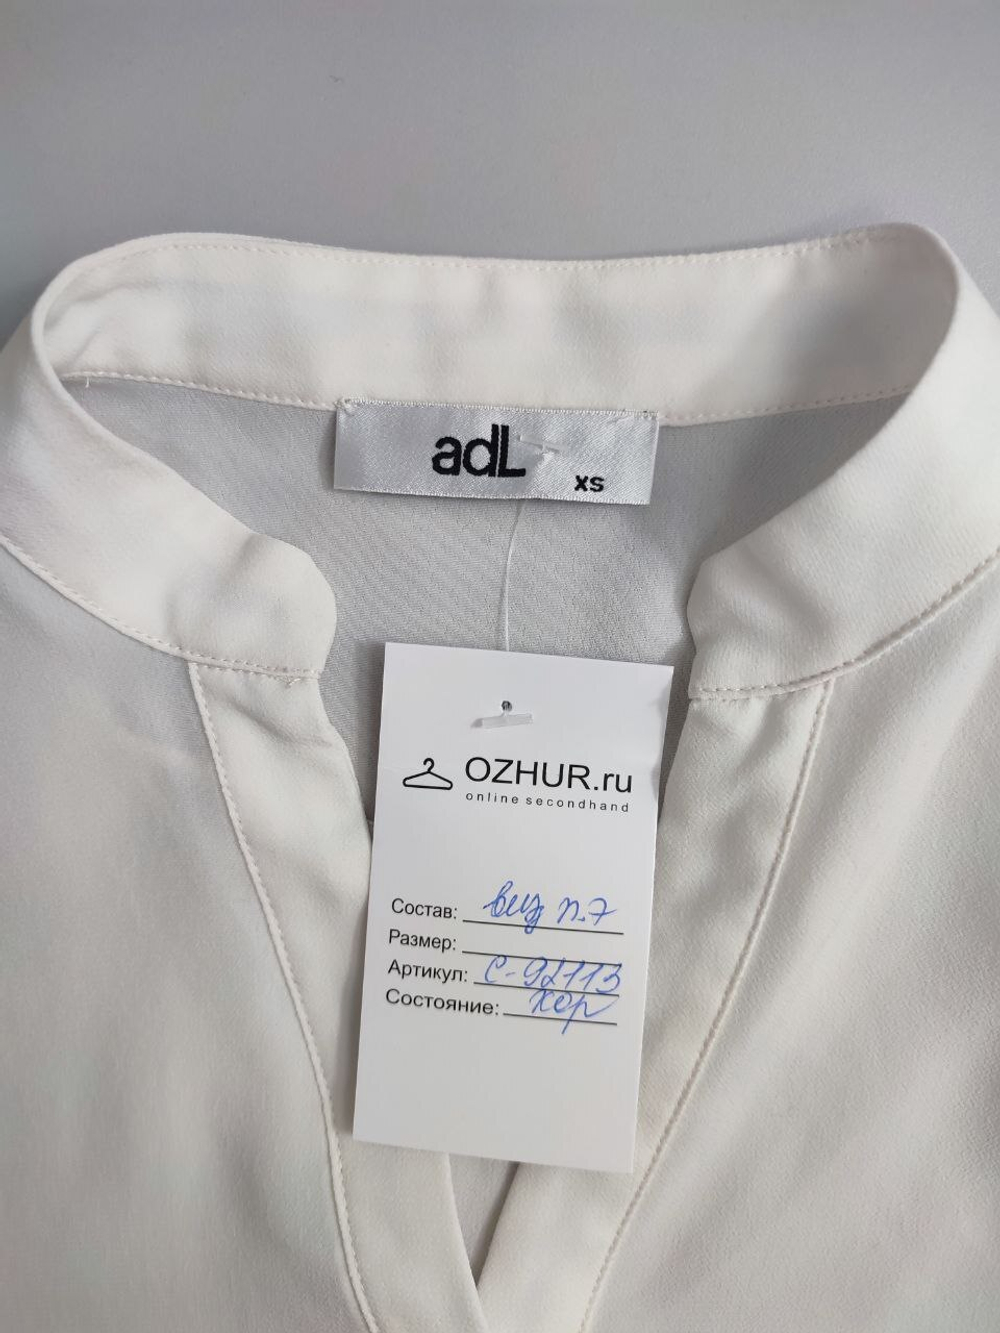 adL
XS
OZHUR.ru
online secondhand
Состав: виз п.7
Размер:
Артикул: С-92113
Состояние: хор